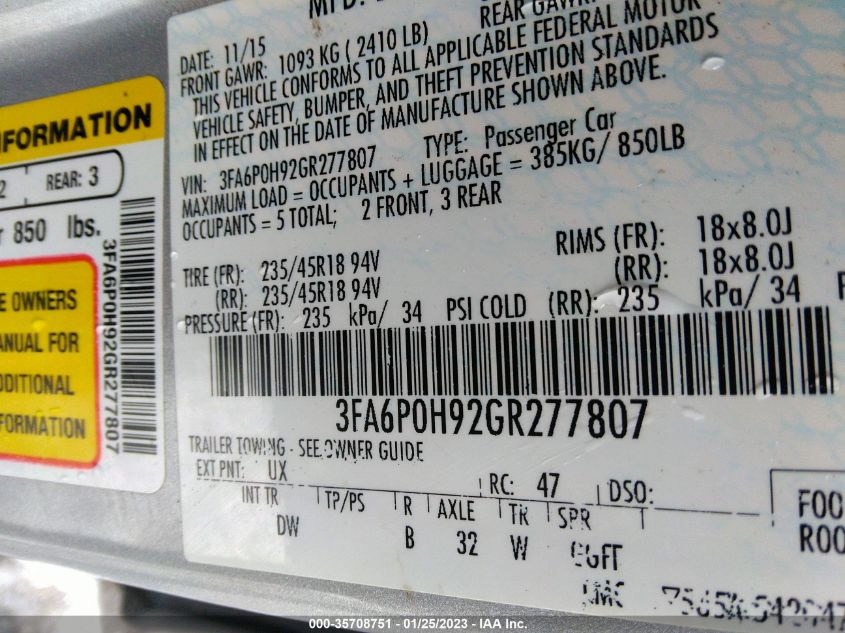 INFORMATION
2 REAR: 3
850 lbs.
OWNERS
MANUAL FOR
ADDITIONAL
INFORMATION
3FA6P0H92GR277807
DATE: 11/15
REAR GAWR:
FRONT GAWR: 1093 KG ( 2410 LB)
THIS VEHICLE CONFORMS TO ALL APPLICABLE FEDERAL MOTOR
VEHICLE SAFETY, BUMPER, AND THEFT PREVENTION STANDARDS
IN EFFECT ON THE DATE OF MANUFACTURE SHOWN ABOVE.
VIN: 3FA6P0H92GR277807 TYPE: Passenger Car
MAXIMUM LOAD = OCCUPANTS + LUGGAGE = 385KG/ 850LB
OCCUPANTS = 5 TOTAL; 2 FRONT, 3 REAR
TIRE (FR): 235/45R18 94V RIMS (FR): 18x8.0J
(RR): 235/45R18 94V (RR): 18x8.0J
PRESSURE (FR): 235 kPa/ 34 PSI COLD (RR): 235 kPa/ 34
3FA6P0H92GR277807
TRAILER TOWING - SEE OWNER GUIDE
EXT PNT: UX RC: 47 DSO:
INT TR TP/PS R AXLE TR SPR
DW B 32 W
F00
R00
000-35708751 - 01/25/2023 - IAA Inc.